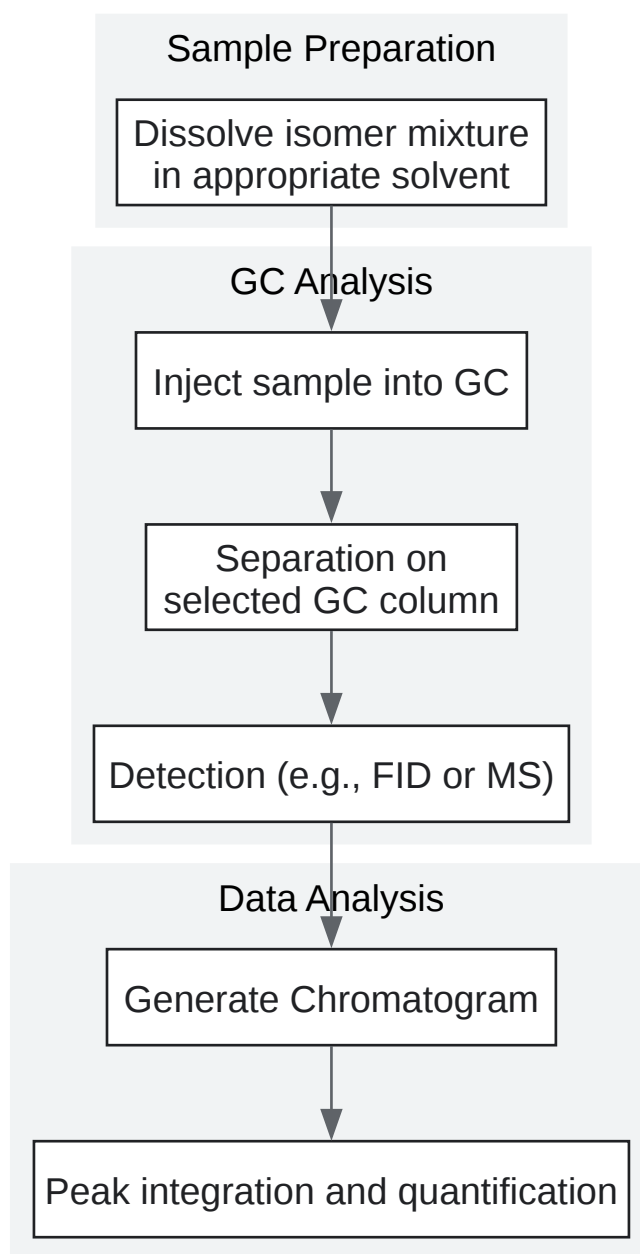 Sample Preparation
Dissolve isomer mixture
in appropriate solvent
GC Analysis
Inject sample into GC
Separation on
selected GC column
Detection (e.g., FID or MS)
Data Analysis
Generate Chromatogram
Peak integration and quantification